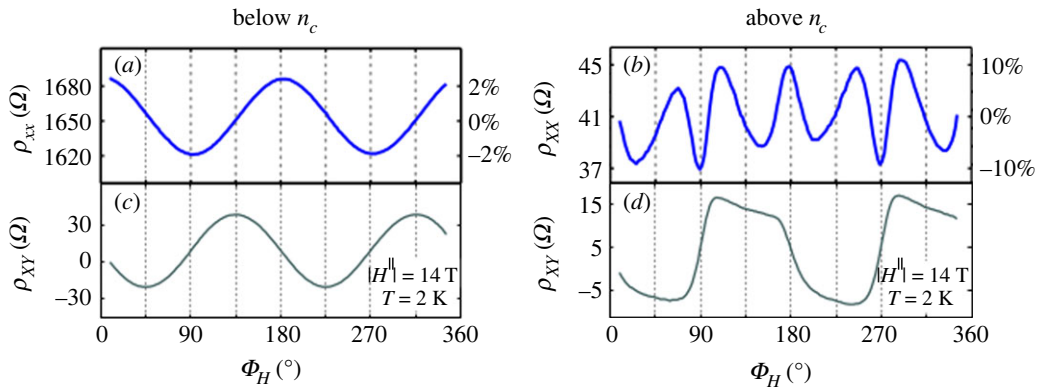 below n_c
above n_c
(a)
1680
1650
1620
ρ_xx (Ω)
2%
0%
−2%
(b)
45
41
37
ρ_XX (Ω)
10%
0%
−10%
(c)
30
0
−30
ρ_XY (Ω)
|H^||| = 14 T
T = 2 K
(d)
15
5
−5
ρ_XY (Ω)
|H^||| = 14 T
T = 2 K
0 90 180 270 360
Φ_H (°)
0 90 180 270 360
Φ_H (°)